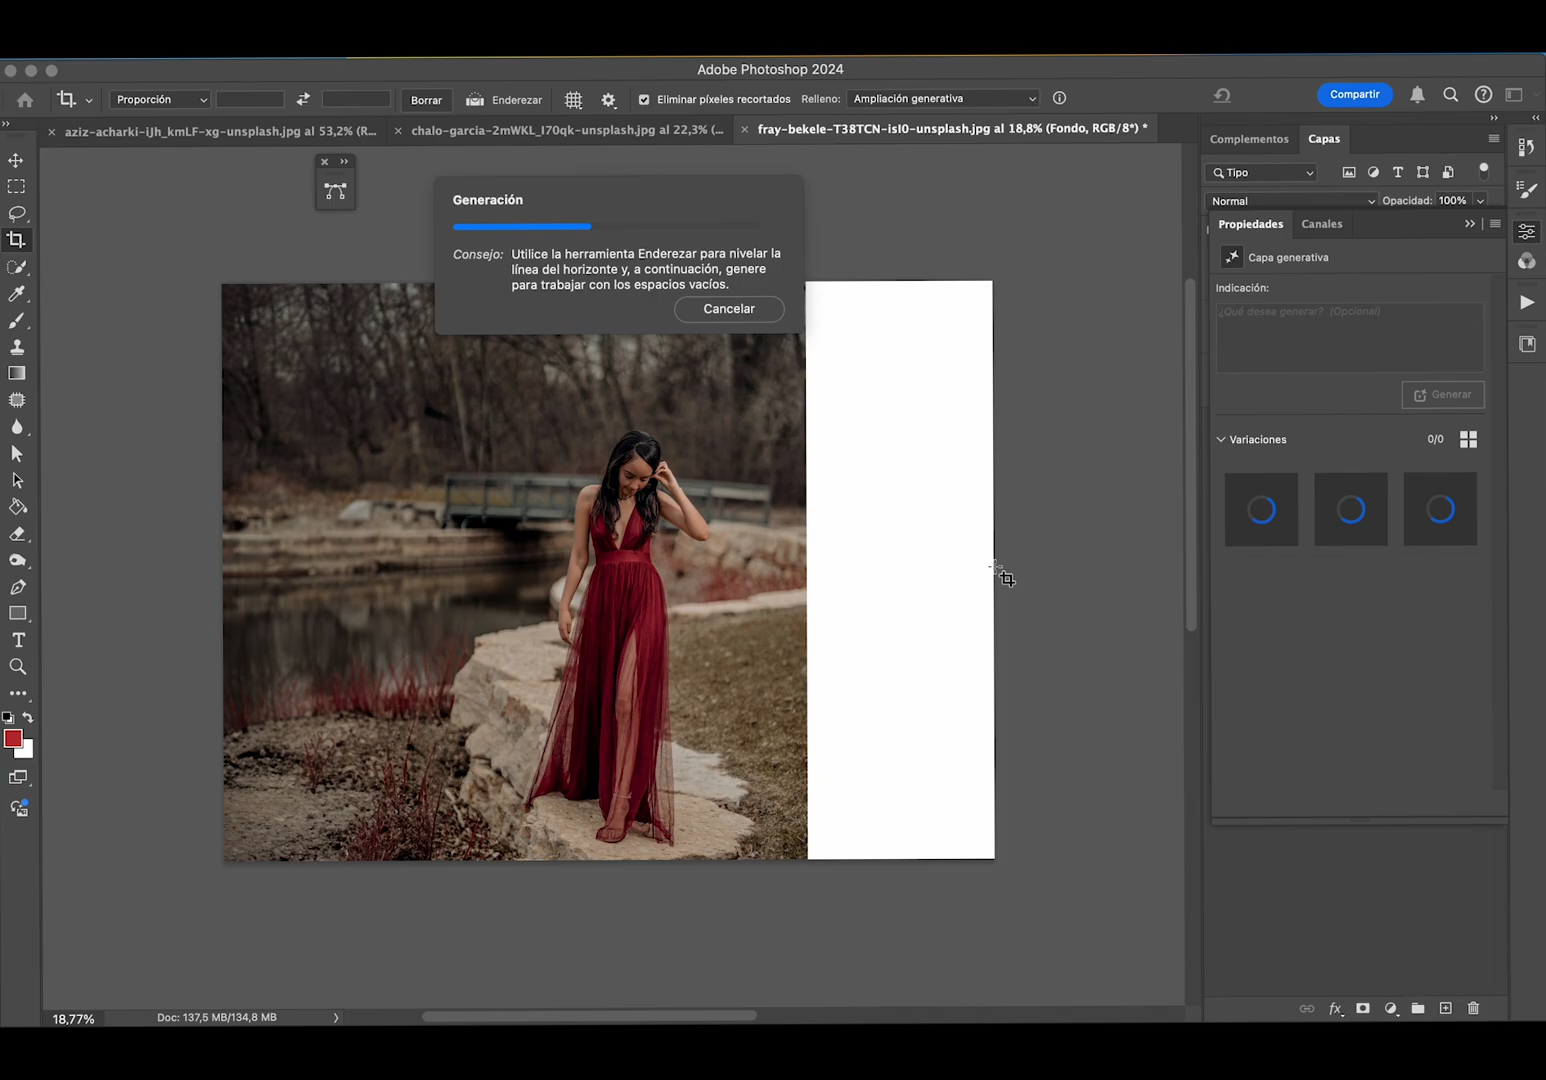 Adobe Photoshop 2024
Proporción
Borrar
Enderezar
Eliminar píxeles recortados
Relleno:
Ampliación generativa
Compartir
aziz-acharki-iJh_kmLF-xg-unsplash.jpg al 53,2% (R...
chalo-garcia-2mWKL_I70qk-unsplash.jpg al 22,3% (...
fray-bekele-T38TCN-isI0-unsplash.jpg al 18,8% (Fondo, RGB/8*) *
Complementos
Capas
Tipo
Normal
Opacidad:
100%
Generación
Consejo: Utilice la herramienta Enderezar para nivelar la
línea del horizonte y, a continuación, genere
para trabajar con los espacios vacíos.
Cancelar
Propiedades
Canales
Capa generativa
Indicación:
¿Qué desea generar? (Opcional)
Generar
Variaciones
0/0
18,77%
Doc: 137,5 MB/134,8 MB
fx